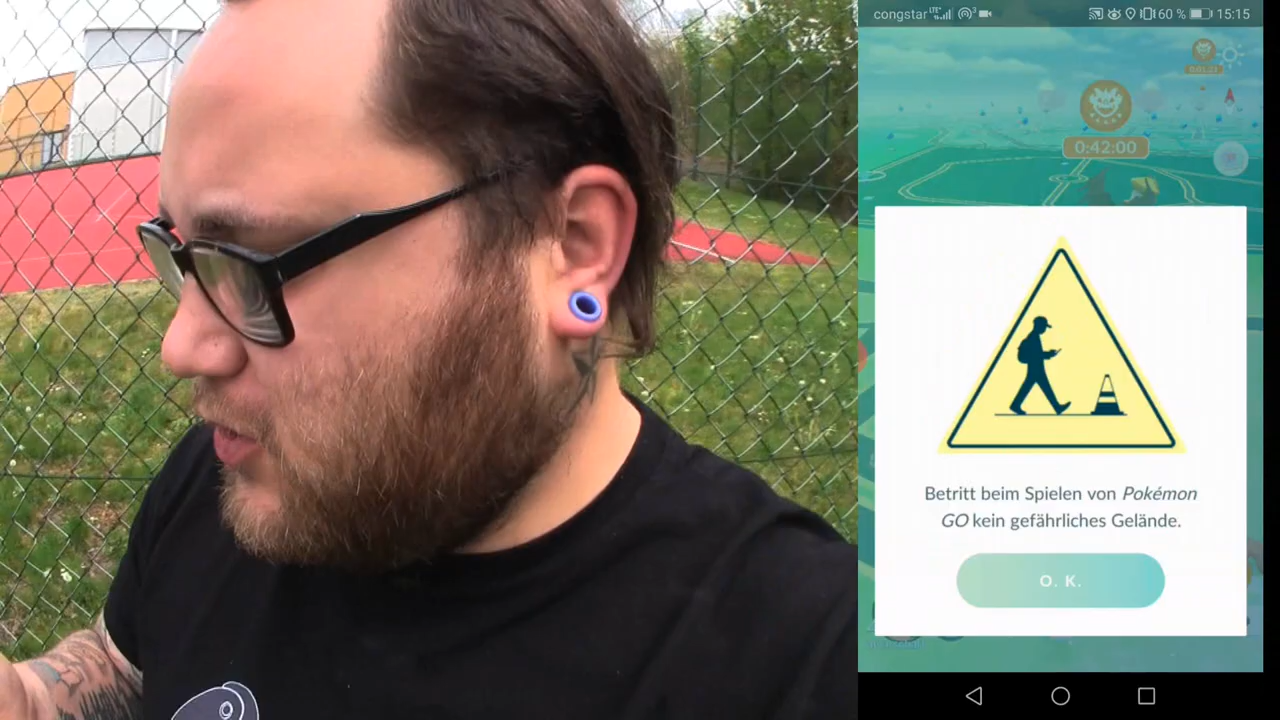 congstar 60 % 15:15
0:42:00
Betritt beim Spielen von Pokémon
GO kein gefährliches Gelände.
O. K.